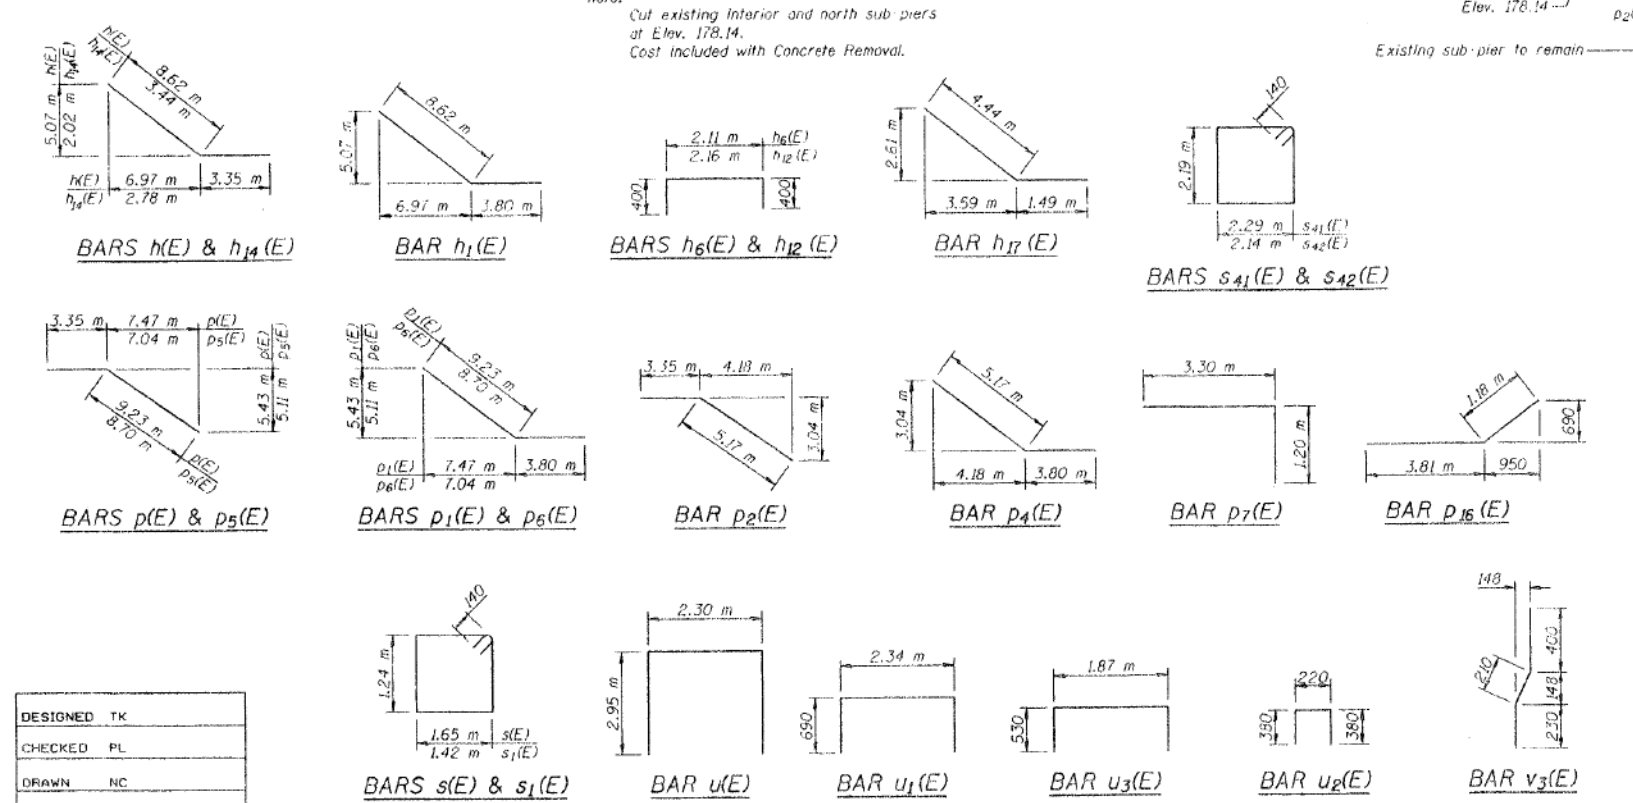 Cut existing interior and north sub-piers
at Elev. 178.14.
Cost included with Concrete Removal.
Elev. 178.14
Existing sub-pier to remain
h(E)
h14(E)
8.62 m
3.44 m
5.07 m h(E)
2.02 m h14(E)
h(E) 6.97 m 3.35 m
h14(E) 2.78 m
BARS h(E) & h14(E)
8.62 m
5.07 m
6.97 m 3.80 m
BAR h1(E)
2.11 m h6(E)
2.16 m h12(E)
400 400
BARS h6(E) & h12(E)
4.44 m
2.61 m
3.59 m 1.49 m
BAR h17(E)
140
2.19 m
2.29 m s41(E)
2.14 m s42(E)
BARS s41(E) & s42(E)
3.35 m 7.47 m p(E)
7.04 m p5(E)
5.43 m p(E)
5.11 m p5(E)
9.23 m p(E)
8.70 m p5(E)
BARS p(E) & p5(E)
p1(E) 9.23 m
p6(E) 8.70 m
5.43 m p1(E)
5.11 m p6(E)
p1(E) 7.47 m 3.80 m
p6(E) 7.04 m
BARS p1(E) & p6(E)
3.35 m 4.18 m
3.04 m
5.17 m
BAR p2(E)
5.17 m
3.04 m
4.18 m 3.80 m
BAR p4(E)
3.30 m
1.20 m
BAR p7(E)
1.18 m
690
3.81 m 950
BAR p16(E)
DESIGNED TK
CHECKED PL
DRAWN NC
140
1.24 m
1.65 m s(E)
1.42 m s1(E)
BARS s(E) & s1(E)
2.30 m
2.95 m
BAR u(E)
2.34 m
690
BAR u1(E)
1.87 m
530
BAR u3(E)
220
380 380
BAR u2(E)
148
400
210
148
230
BAR v3(E)